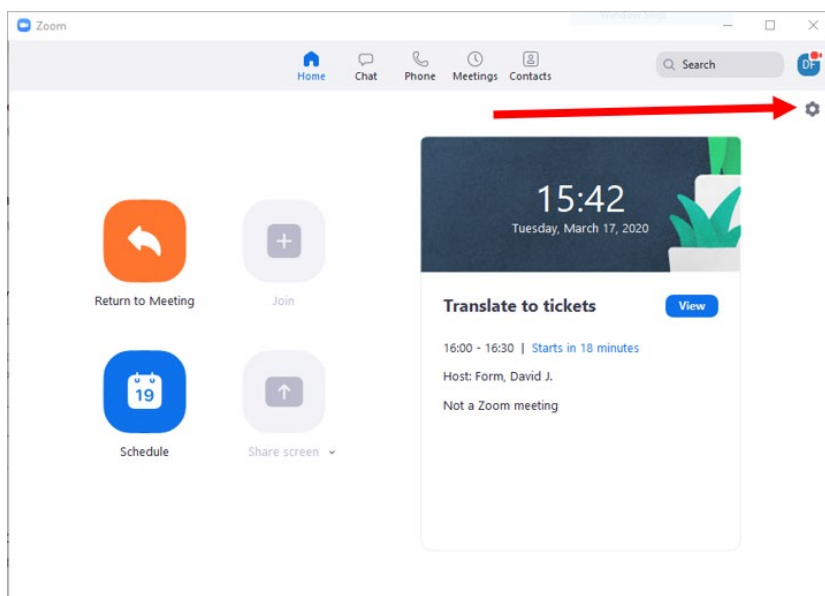 Window Snip
Zoom
Home
Chat
Phone
Meetings
Contacts
Search
DF
15:42
Tuesday, March 17, 2020
Return to Meeting
Join
Translate to tickets
View
16:00 - 16:30 | Starts in 18 minutes
Host: Form, David J.
Not a Zoom meeting
19
Schedule
Share screen